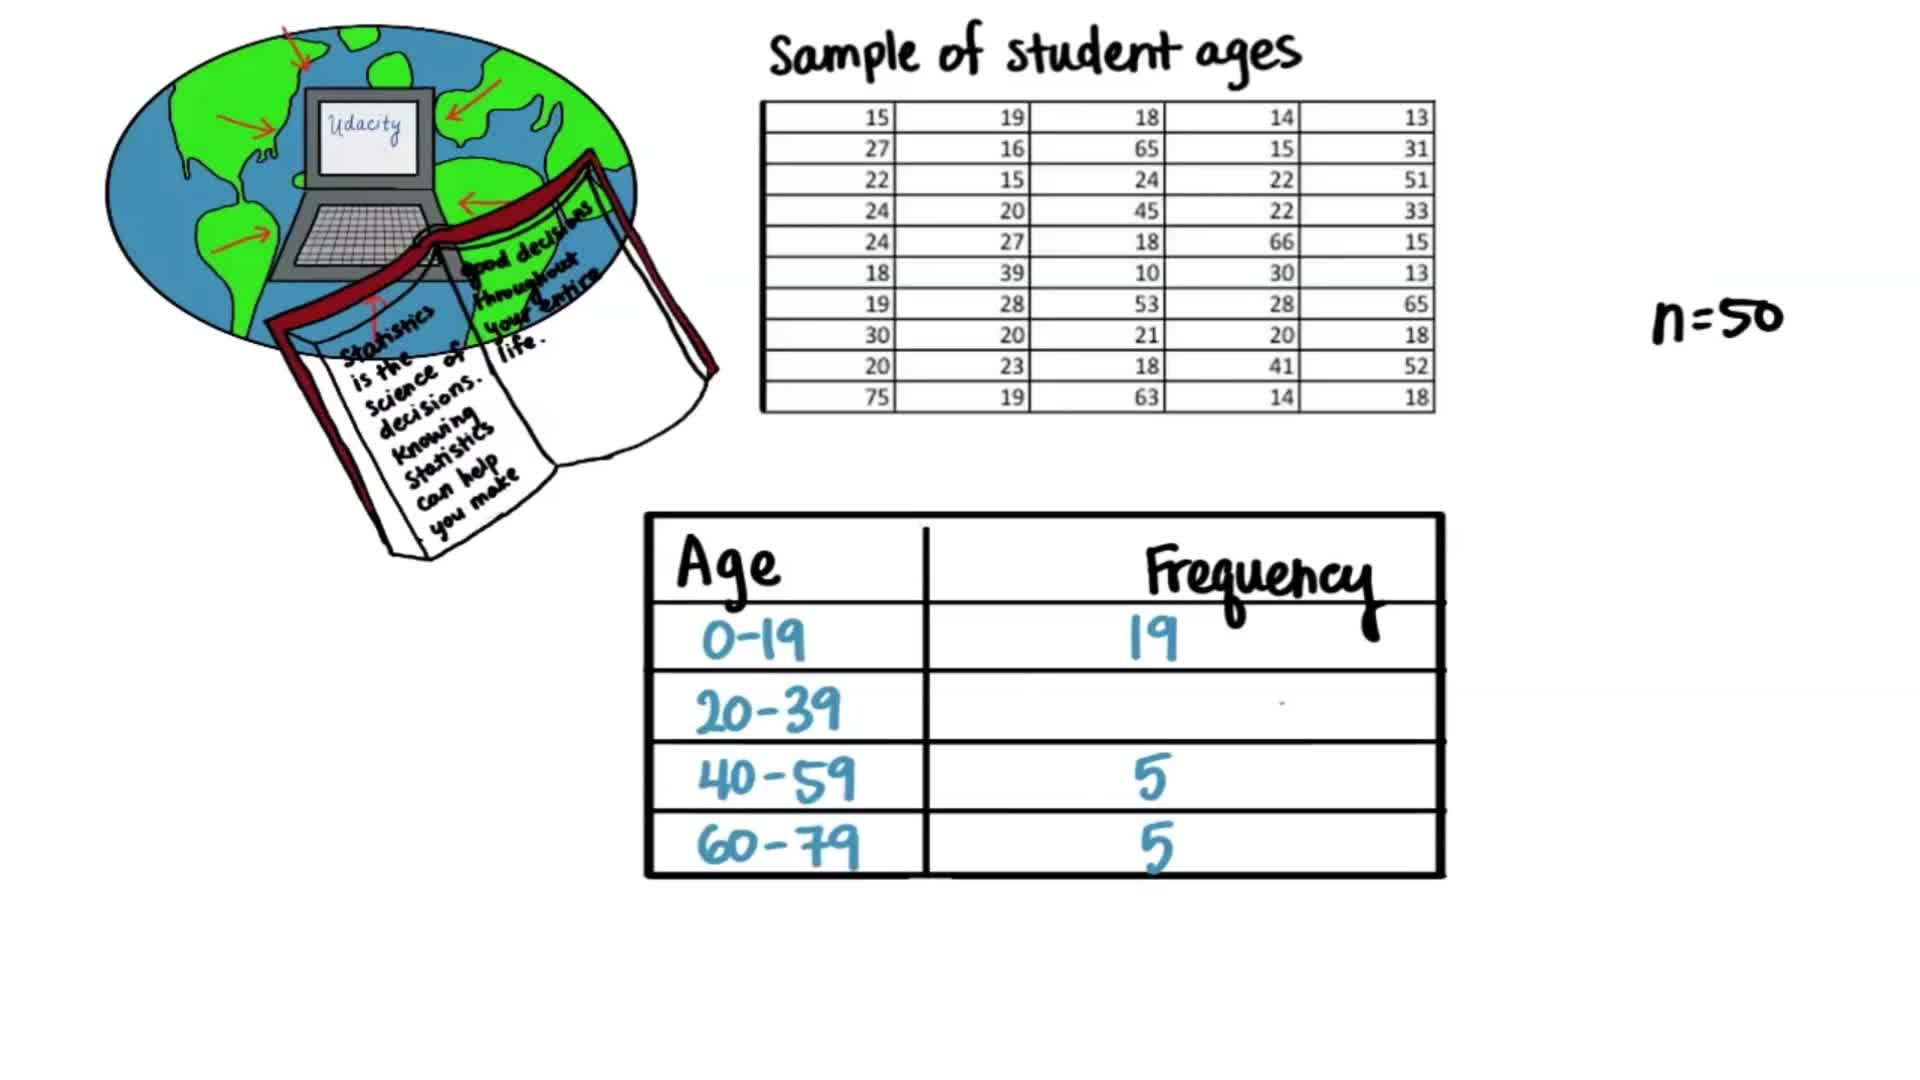 Sample of student ages
Udacity
15 19 18 14 13
27 16 65 15 31
22 15 24 22 51
24 20 45 22 33
24 27 18 66 15
18 39 10 30 13
19 28 53 28 65
30 20 21 20 18
20 23 18 41 52
75 19 63 14 18
n=50
Statistics
is the
science of
decisions.
Knowing
Statistics
can help
you make
good decisions
throughout
your entire
life.
Age Frequency
0-19 19
20-39
40-59 5
60-79 5